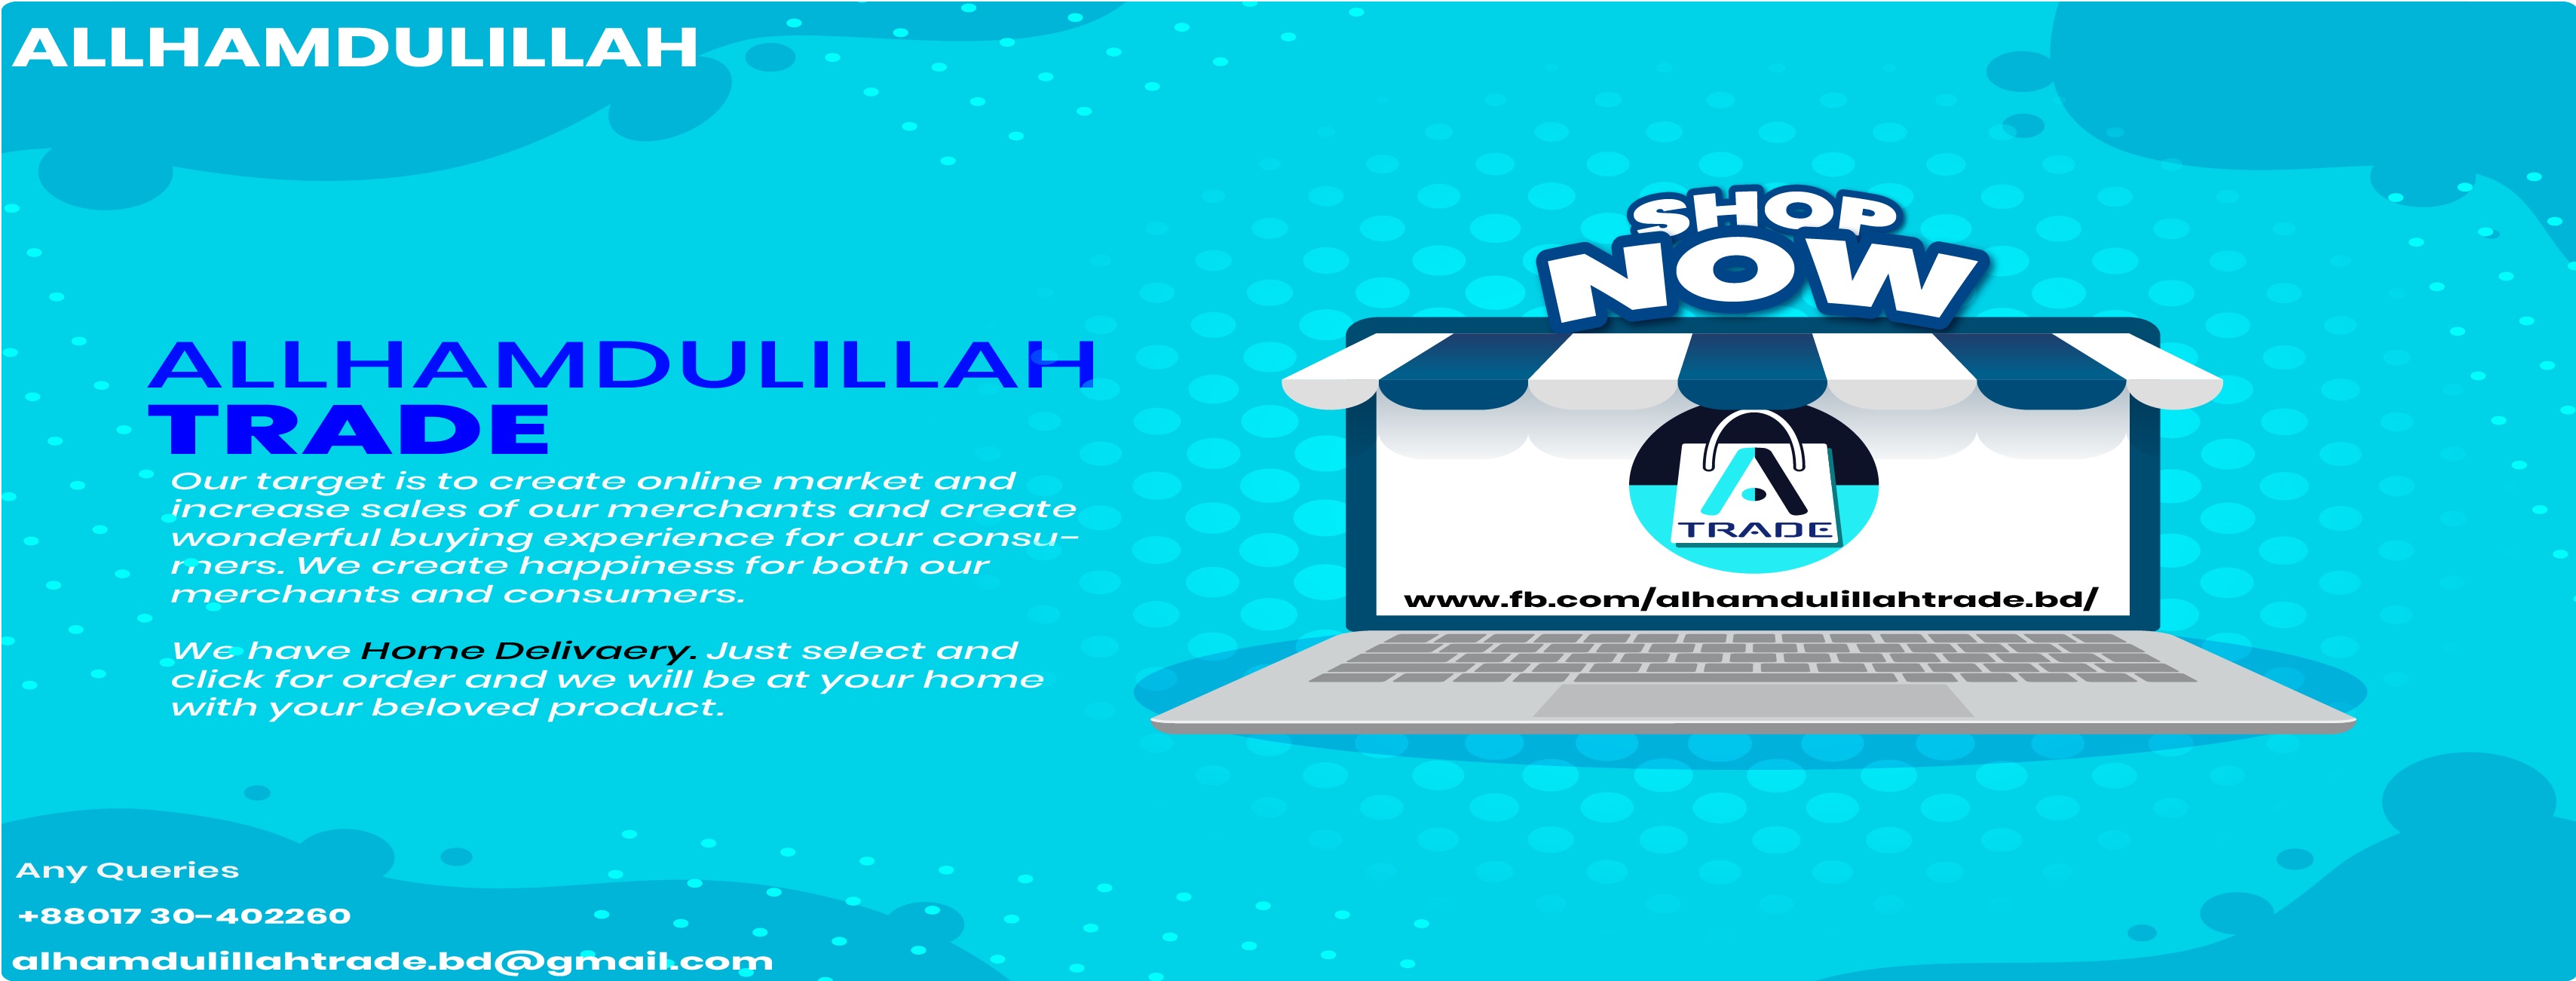 ALLHAMDULILLAH
ALLHAMDULILLAH
TRADE
Our target is to create online market and
increase sales of our merchants and create
wonderful buying experience for our consu-
mers. We create happiness for both our
merchants and consumers.
We have Home Delivaery. Just select and
click for order and we will be at your home
with your beloved product.
SHOP
NOW
A
TRADE
www.fb.com/alhamdulillahtrade.bd/
Any Queries
+88017 30-402260
alhamdulillahtrade.bd@gmail.com